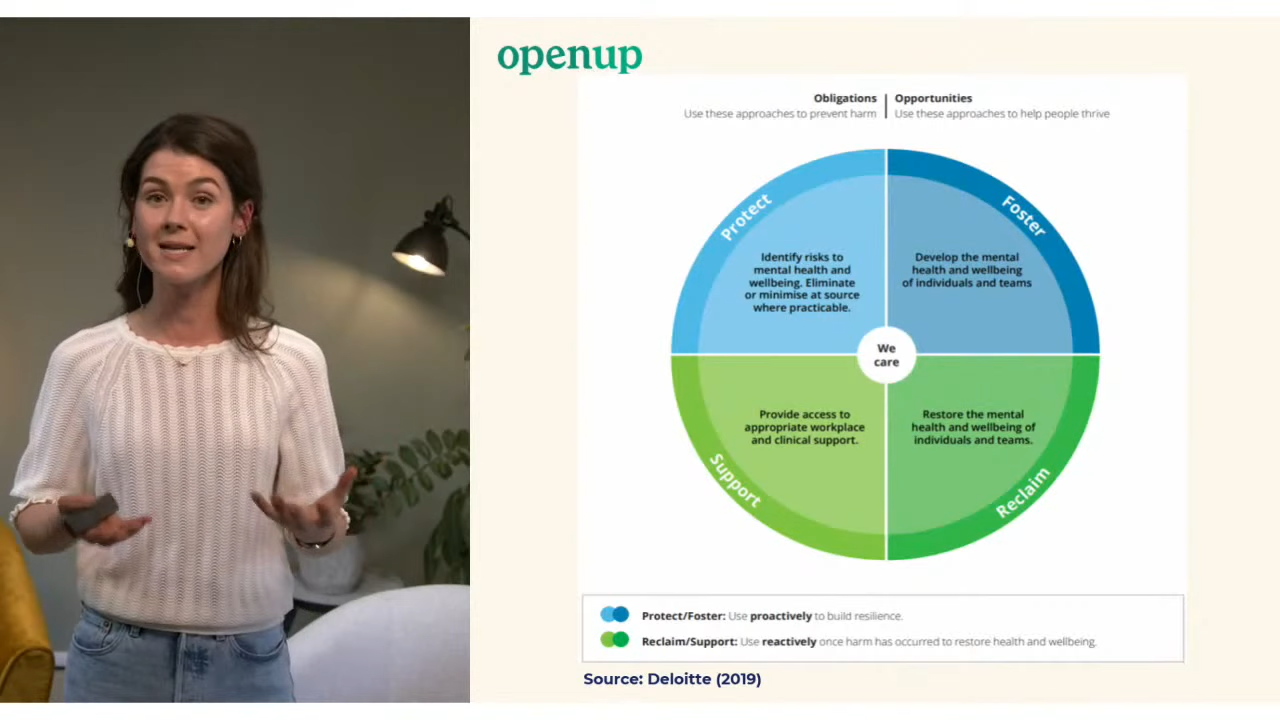 openup
Obligations
Use these approaches to prevent harm
Opportunities
Use these approaches to help people thrive
Protect
Identify risks to
mental health and
wellbeing. Eliminate
or minimise at source
where practicable.
Foster
Develop the mental
health and wellbeing
of individuals and teams
We
care
Support
Provide access to
appropriate workplace
and clinical support.
Reclaim
Restore the mental
health and wellbeing of
individuals and teams.
Protect/Foster: Use proactively to build resilience.
Reclaim/Support: Use reactively once harm has occurred to restore health and wellbeing.
Source: Deloitte (2019)